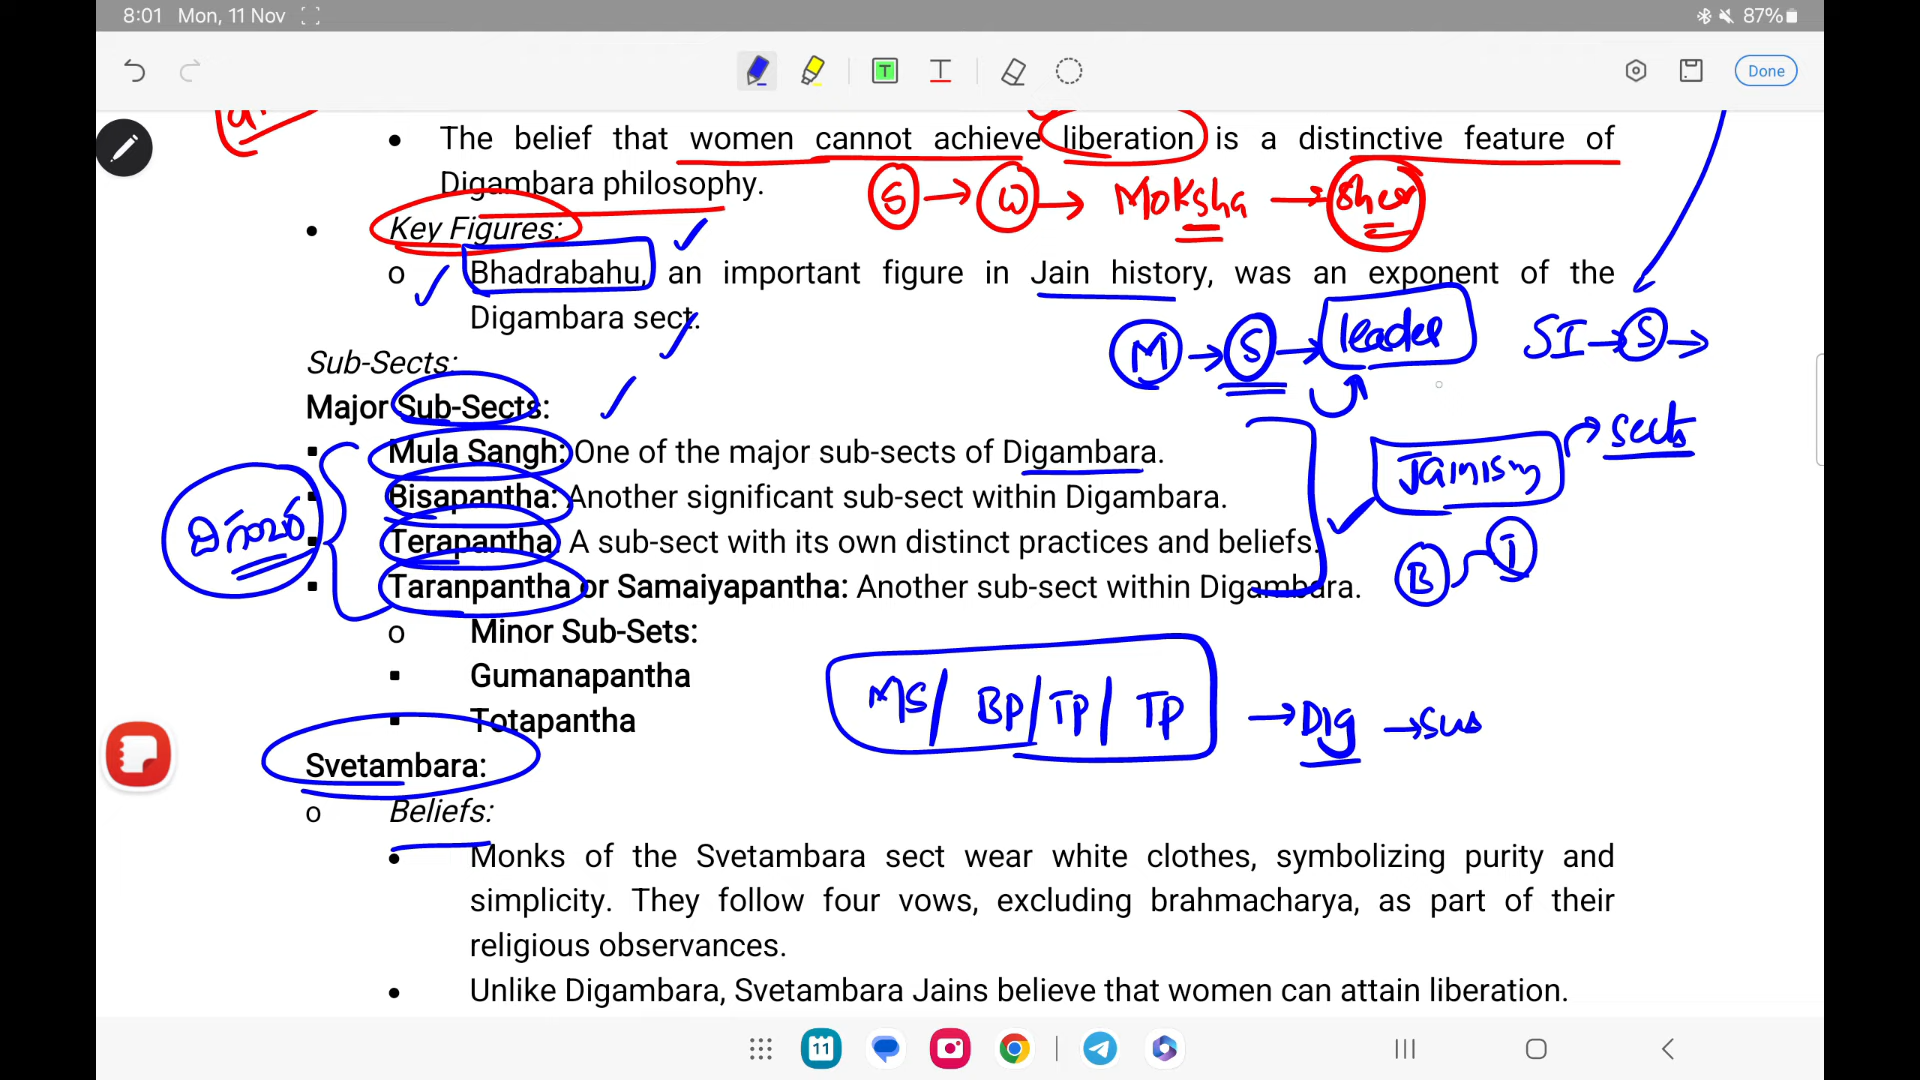 8:01 Mon, 11 Nov
87%
T T Done
The belief that women cannot achieve liberation is a distinctive feature of
Digambara philosophy.
S → W → Moksha →
Key Figures:
o Bhadrabahu, an important figure in Jain history, was an exponent of the
Digambara sect.
M → S → leader SI → S →
Sub-Sects:
Major Sub-Sects:
Jainism → sects
Mula Sangh: One of the major sub-sects of Digambara.
Bisapantha: Another significant sub-sect within Digambara.
Terapantha: A sub-sect with its own distinct practices and beliefs.
Taranpantha or Samaiyapantha: Another sub-sect within Digambara.
B J
o Minor Sub-Sets:
Gumanapantha
Totapantha
MS/ BP/ TP/ TP → Dig → sus
Svetambara:
o Beliefs:
Monks of the Svetambara sect wear white clothes, symbolizing purity and
simplicity. They follow four vows, excluding brahmacharya, as part of their
religious observances.
Unlike Digambara, Svetambara Jains believe that women can attain liberation.
11